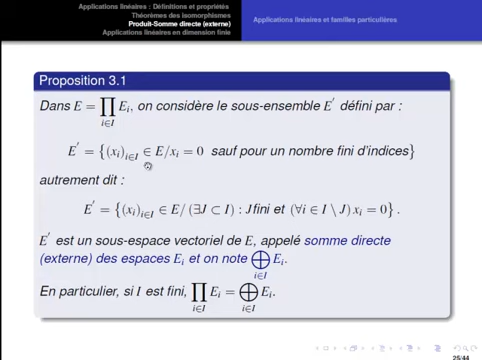 Applications linéaires : Définitions et propriétés
Théorèmes des isomorphismes
Produit-Somme directe (externe)
Applications linéaires en dimension finie
Applications linéaires et familles particulières
Proposition 3.1
Dans E = ∏_{i∈I} E_i, on considère le sous-ensemble E′ défini par :
E′ = {(x_i)_{i∈I} ∈ E/x_i = 0 sauf pour un nombre fini d'indices}
autrement dit :
E′ = {(x_i)_{i∈I} ∈ E/ (∃J ⊂ I) : J fini et (∀i ∈ I \ J) x_i = 0} .
E′ est un sous-espace vectoriel de E, appelé somme directe
(externe) des espaces E_i et on note ⊕_{i∈I} E_i.
En particulier, si I est fini, ∏_{i∈I} E_i = ⊕_{i∈I} E_i.
25/44